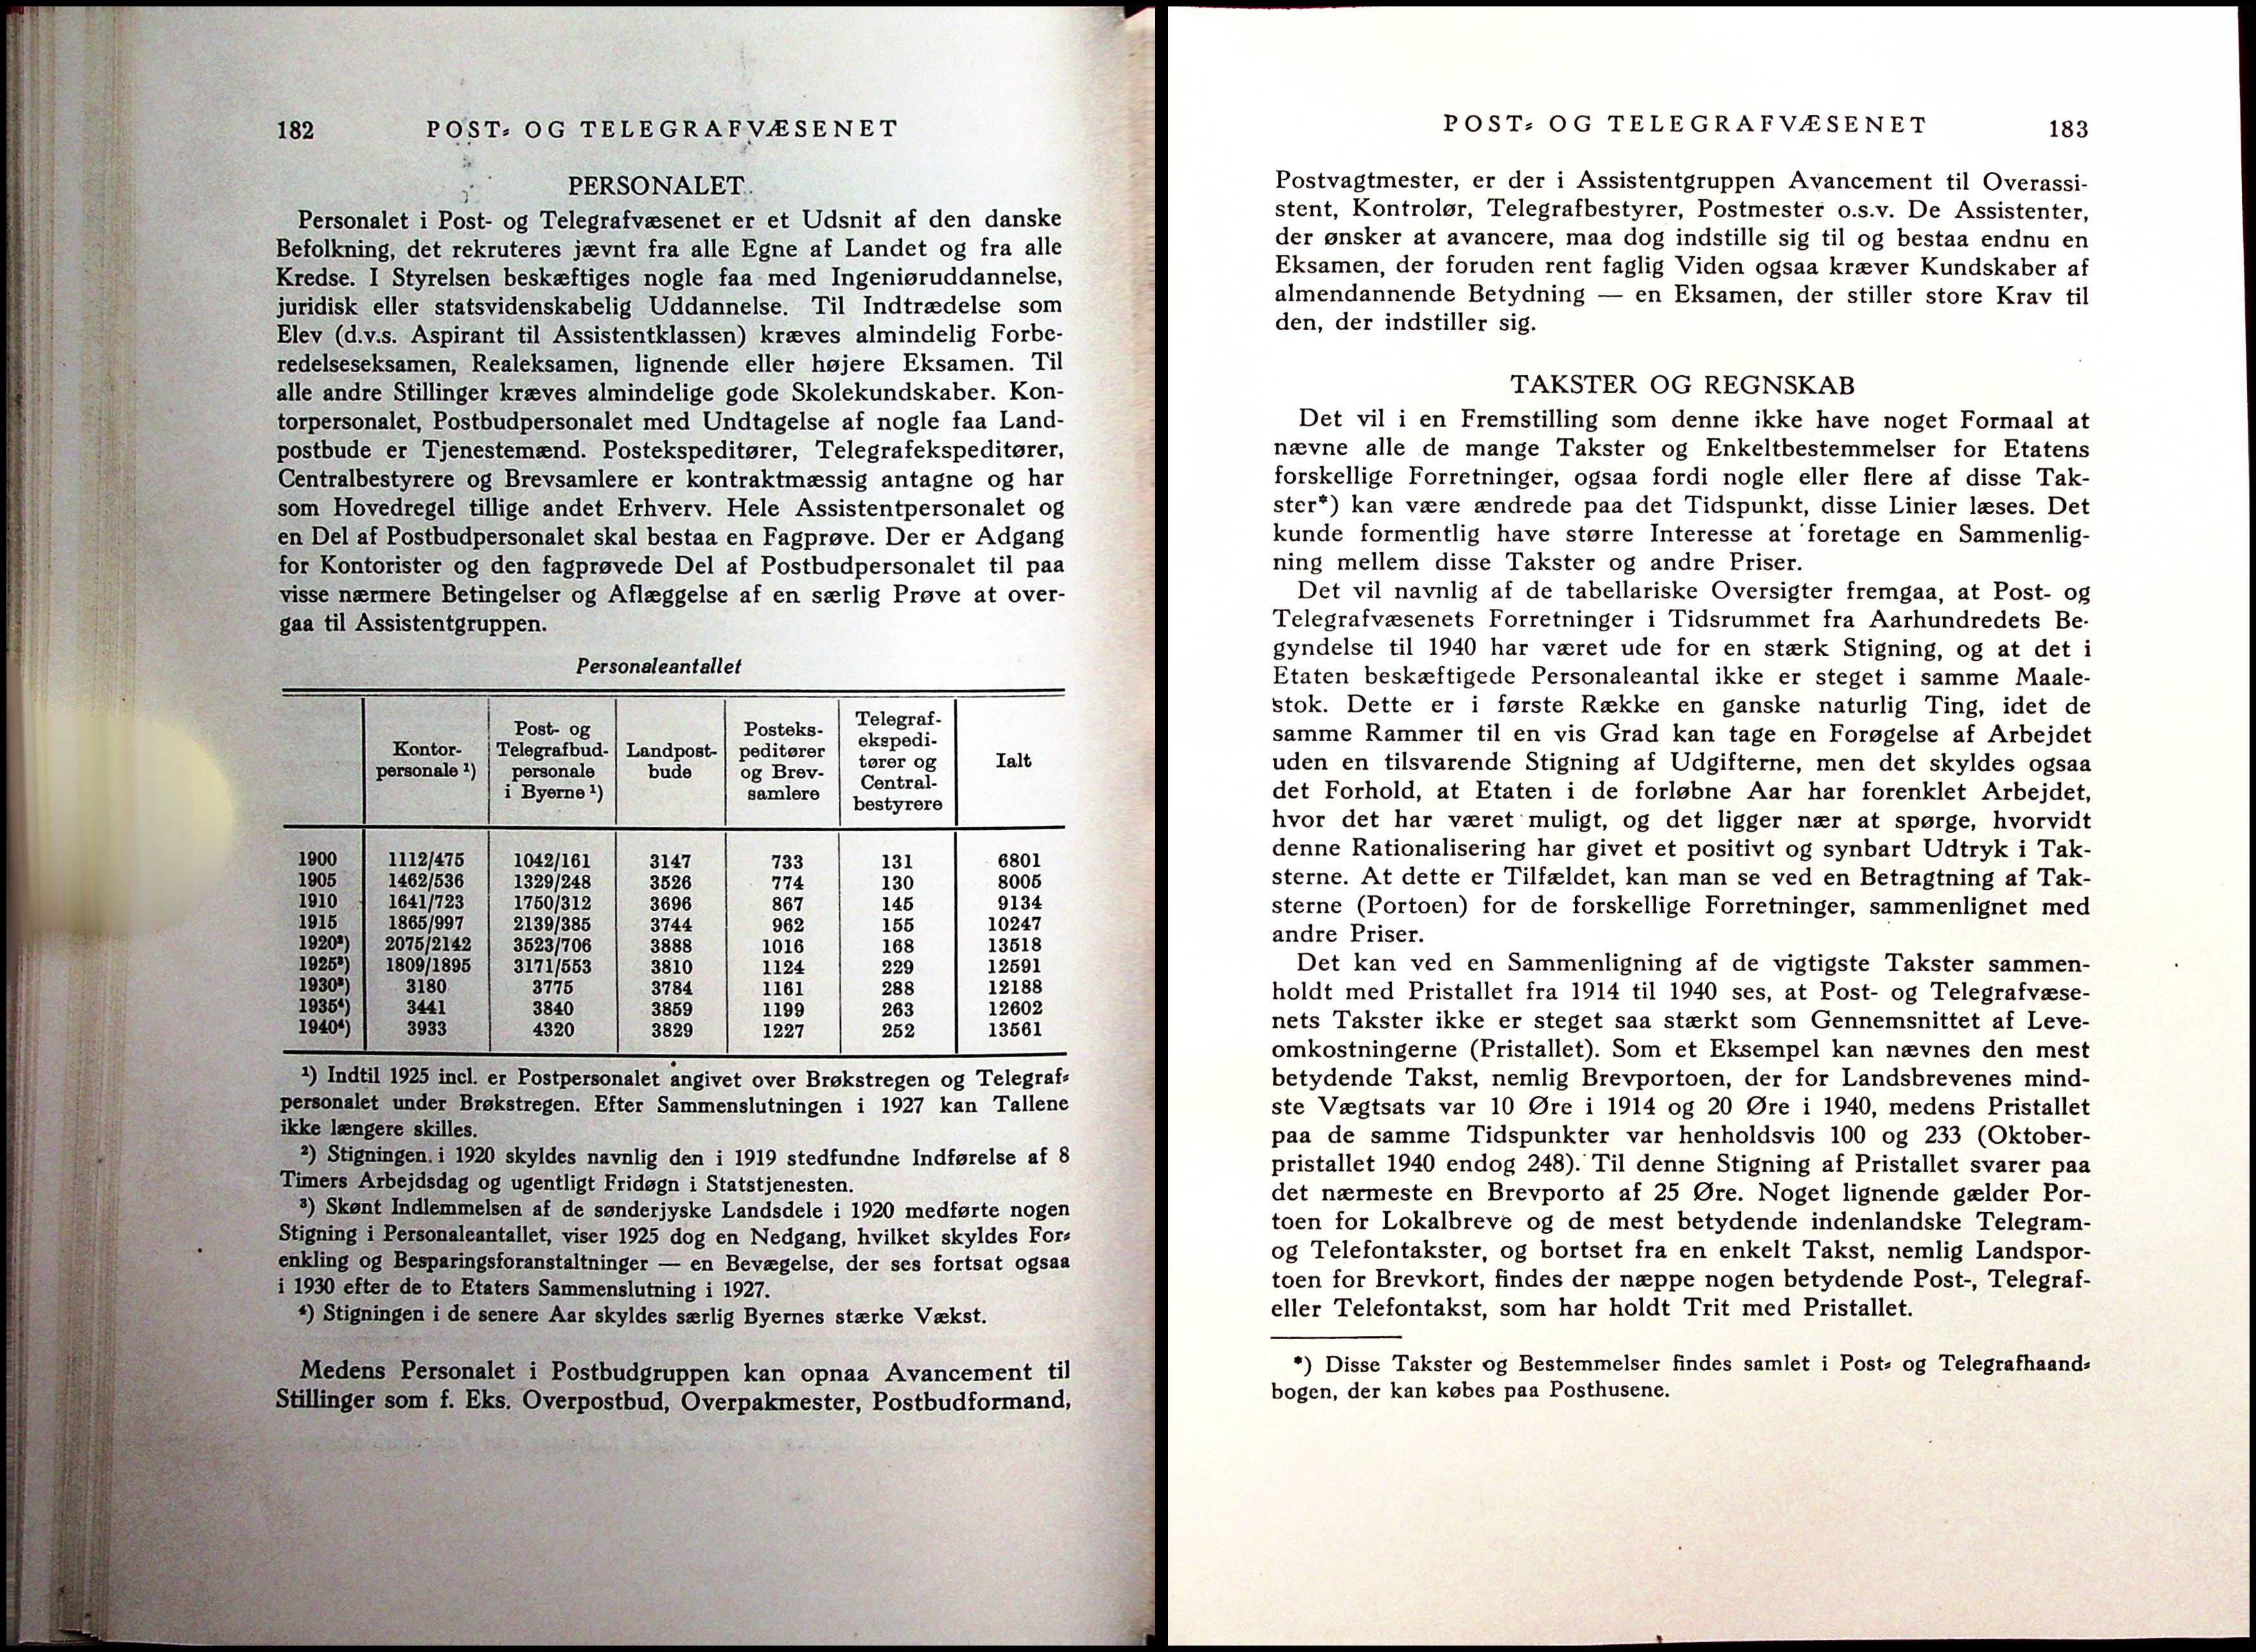 182 POST- OG TELEGRAFVÆSENET
PERSONALET
Personalet i Post- og Telegrafvæsenet er et Udsnit af den danske
Befolkning, det rekruteres jævnt fra alle Egne af Landet og fra alle
Kredse. I Styrelsen beskæftiges nogle faa med Ingeniøruddannelse,
juridisk eller statsvidenskabelig Uddannelse. Til Indtrædelse som
Elev (d.v.s. Aspirant til Assistentklassen) kræves almindelig Forbe-
redelseseksamen, Realeksamen, lignende eller højere Eksamen. Til
alle andre Stillinger kræves almindelige gode Skolekundskaber. Kon-
torpersonalet, Postbudpersonalet med Undtagelse af nogle faa Land-
postbude er Tjenestemænd. Postekspeditører, Telegrafekspeditører,
Centralbestyrere og Brevsamlere er kontraktmæssig antagne og har
som Hovedregel tillige andet Erhverv. Hele Assistentpersonalet og
en Del af Postbudpersonalet skal bestaa en Fagprøve. Der er Adgang
for Kontorister og den fagprøvede Del af Postbudpersonalet til paa
visse nærmere Betingelser og Aflæggelse af en særlig Prøve at over-
gaa til Assistentgruppen.
Personaleantallet
Kontor-
personale ¹)
Post- og
Telegrafbud-
personale
i Byerne ¹)
Landpost-
bude
Posteks-
peditører
og Brev-
samlere
Telegraf-
ekspedi-
tører og
Central-
bestyrere
Ialt
1900 1112/475 1042/161 3147 733 131 6801
1905 1462/536 1329/248 3526 774 130 8005
1910 1641/723 1750/312 3696 867 145 9134
1915 1865/997 2139/385 3744 962 155 10247
1920²) 2075/2142 3523/706 3888 1016 168 13518
1925³) 1809/1895 3171/553 3810 1124 229 12591
1930³) 3180 3775 3784 1161 288 12188
1935⁴) 3441 3840 3859 1199 263 12602
1940⁴) 3933 4320 3829 1227 252 13561
¹) Indtil 1925 incl. er Postpersonalet angivet over Brøkstregen og Telegraf-
personalet under Brøkstregen. Efter Sammenslutningen i 1927 kan Tallene
ikke længere skilles.
²) Stigningen i 1920 skyldes navnlig den i 1919 stedfundne Indførelse af 8
Timers Arbejdsdag og ugentligt Fridøgn i Statstjenesten.
³) Skønt Indlemmelsen af de sønderjyske Landsdele i 1920 medførte nogen
Stigning i Personaleantallet, viser 1925 dog en Nedgang, hvilket skyldes For-
enkling og Besparingsforanstaltninger — en Bevægelse, der ses fortsat ogsaa
i 1930 efter de to Etaters Sammenslutning i 1927.
⁴) Stigningen i de senere Aar skyldes særlig Byernes stærke Vækst.
Medens Personalet i Postbudgruppen kan opnaa Avancement til
Stillinger som f. Eks. Overpostbud, Overpakmester, Postbudformand,
POST- OG TELEGRAFVÆSENET 183
Postvagtmester, er der i Assistentgruppen Avancement til Overassi-
stent, Kontrolør, Telegrafbestyrer, Postmester o.s.v. De Assistenter,
der ønsker at avancere, maa dog indstille sig til og bestaa endnu en
Eksamen, der foruden rent faglig Viden ogsaa kræver Kundskaber af
almendannende Betydning — en Eksamen, der stiller store Krav til
den, der indstiller sig.
TAKSTER OG REGNSKAB
Det vil i en Fremstilling som denne ikke have noget Formaal at
nævne alle de mange Takster og Enkeltbestemmelser for Etatens
forskellige Forretninger, ogsaa fordi nogle eller flere af disse Tak-
ster*) kan være ændrede paa det Tidspunkt, disse Linier læses. Det
kunde formentlig have større Interesse at foretage en Sammenlig-
ning mellem disse Takster og andre Priser.
Det vil navnlig af de tabellariske Oversigter fremgaa, at Post- og
Telegrafvæsenets Forretninger i Tidsrummet fra Aarhundredets Be-
gyndelse til 1940 har været ude for en stærk Stigning, og at det i
Etaten beskæftigede Personaleantal ikke er steget i samme Maale-
stok. Dette er i første Række en ganske naturlig Ting, idet de
samme Rammer til en vis Grad kan tage en Forøgelse af Arbejdet
uden en tilsvarende Stigning af Udgifterne, men det skyldes ogsaa
det Forhold, at Etaten i de forløbne Aar har forenklet Arbejdet,
hvor det har været muligt, og det ligger nær at spørge, hvorvidt
denne Rationalisering har givet et positivt og synbart Udtryk i Tak-
sterne. At dette er Tilfældet, kan man se ved en Betragtning af Tak-
sterne (Portoen) for de forskellige Forretninger, sammenlignet med
andre Priser.
Det kan ved en Sammenligning af de vigtigste Takster sammen-
holdt med Pristallet fra 1914 til 1940 ses, at Post- og Telegrafvæse-
nets Takster ikke er steget saa stærkt som Gennemsnittet af Leve-
omkostningerne (Pristallet). Som et Eksempel kan nævnes den mest
betydende Takst, nemlig Brevportoen, der for Landsbrevenes mind-
ste Vægtsats var 10 Øre i 1914 og 20 Øre i 1940, medens Pristallet
paa de samme Tidspunkter var henholdsvis 100 og 233 (Oktober-
pristallet 1940 endog 248). Til denne Stigning af Pristallet svarer paa
det nærmeste en Brevporto af 25 Øre. Noget lignende gælder Por-
toen for Lokalbreve og de mest betydende indenlandske Telegram-
og Telefontakster, og bortset fra en enkelt Takst, nemlig Landspor-
toen for Brevkort, findes der næppe nogen betydende Post-, Telegraf-
eller Telefontakst, som har holdt Trit med Pristallet.
*) Disse Takster og Bestemmelser findes samlet i Post- og Telegrafhaand-
bogen, der kan købes paa Posthusene.